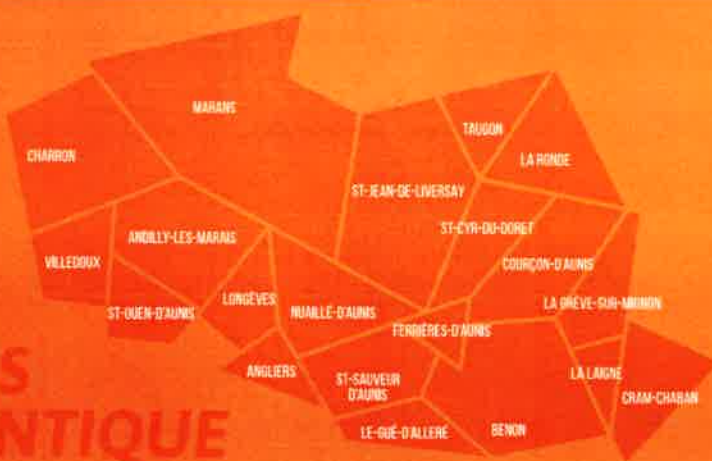 MARANS
TAUGON
CHARRON
LA RONDE
ST-JEAN-DE-LIVERSAY
ST-CYR-DU-DORET
ANDILLY-LES-MARAIS
VILLEDOUX
COURÇON-D'AUNIS
LONGÈVES
LA GRÈVE-SUR-MIGNON
ST-OUEN-D'AUNIS
NUAILLÉ-D'AUNIS
FERRIÈRES-D'AUNIS
ANGLIERS
LA LAIGNE
ST-SAUVEUR
D'AUNIS
CRAM-CHABAN
LE-GUÉ-D'ALLERÉ
BENON
S
NTIQUE